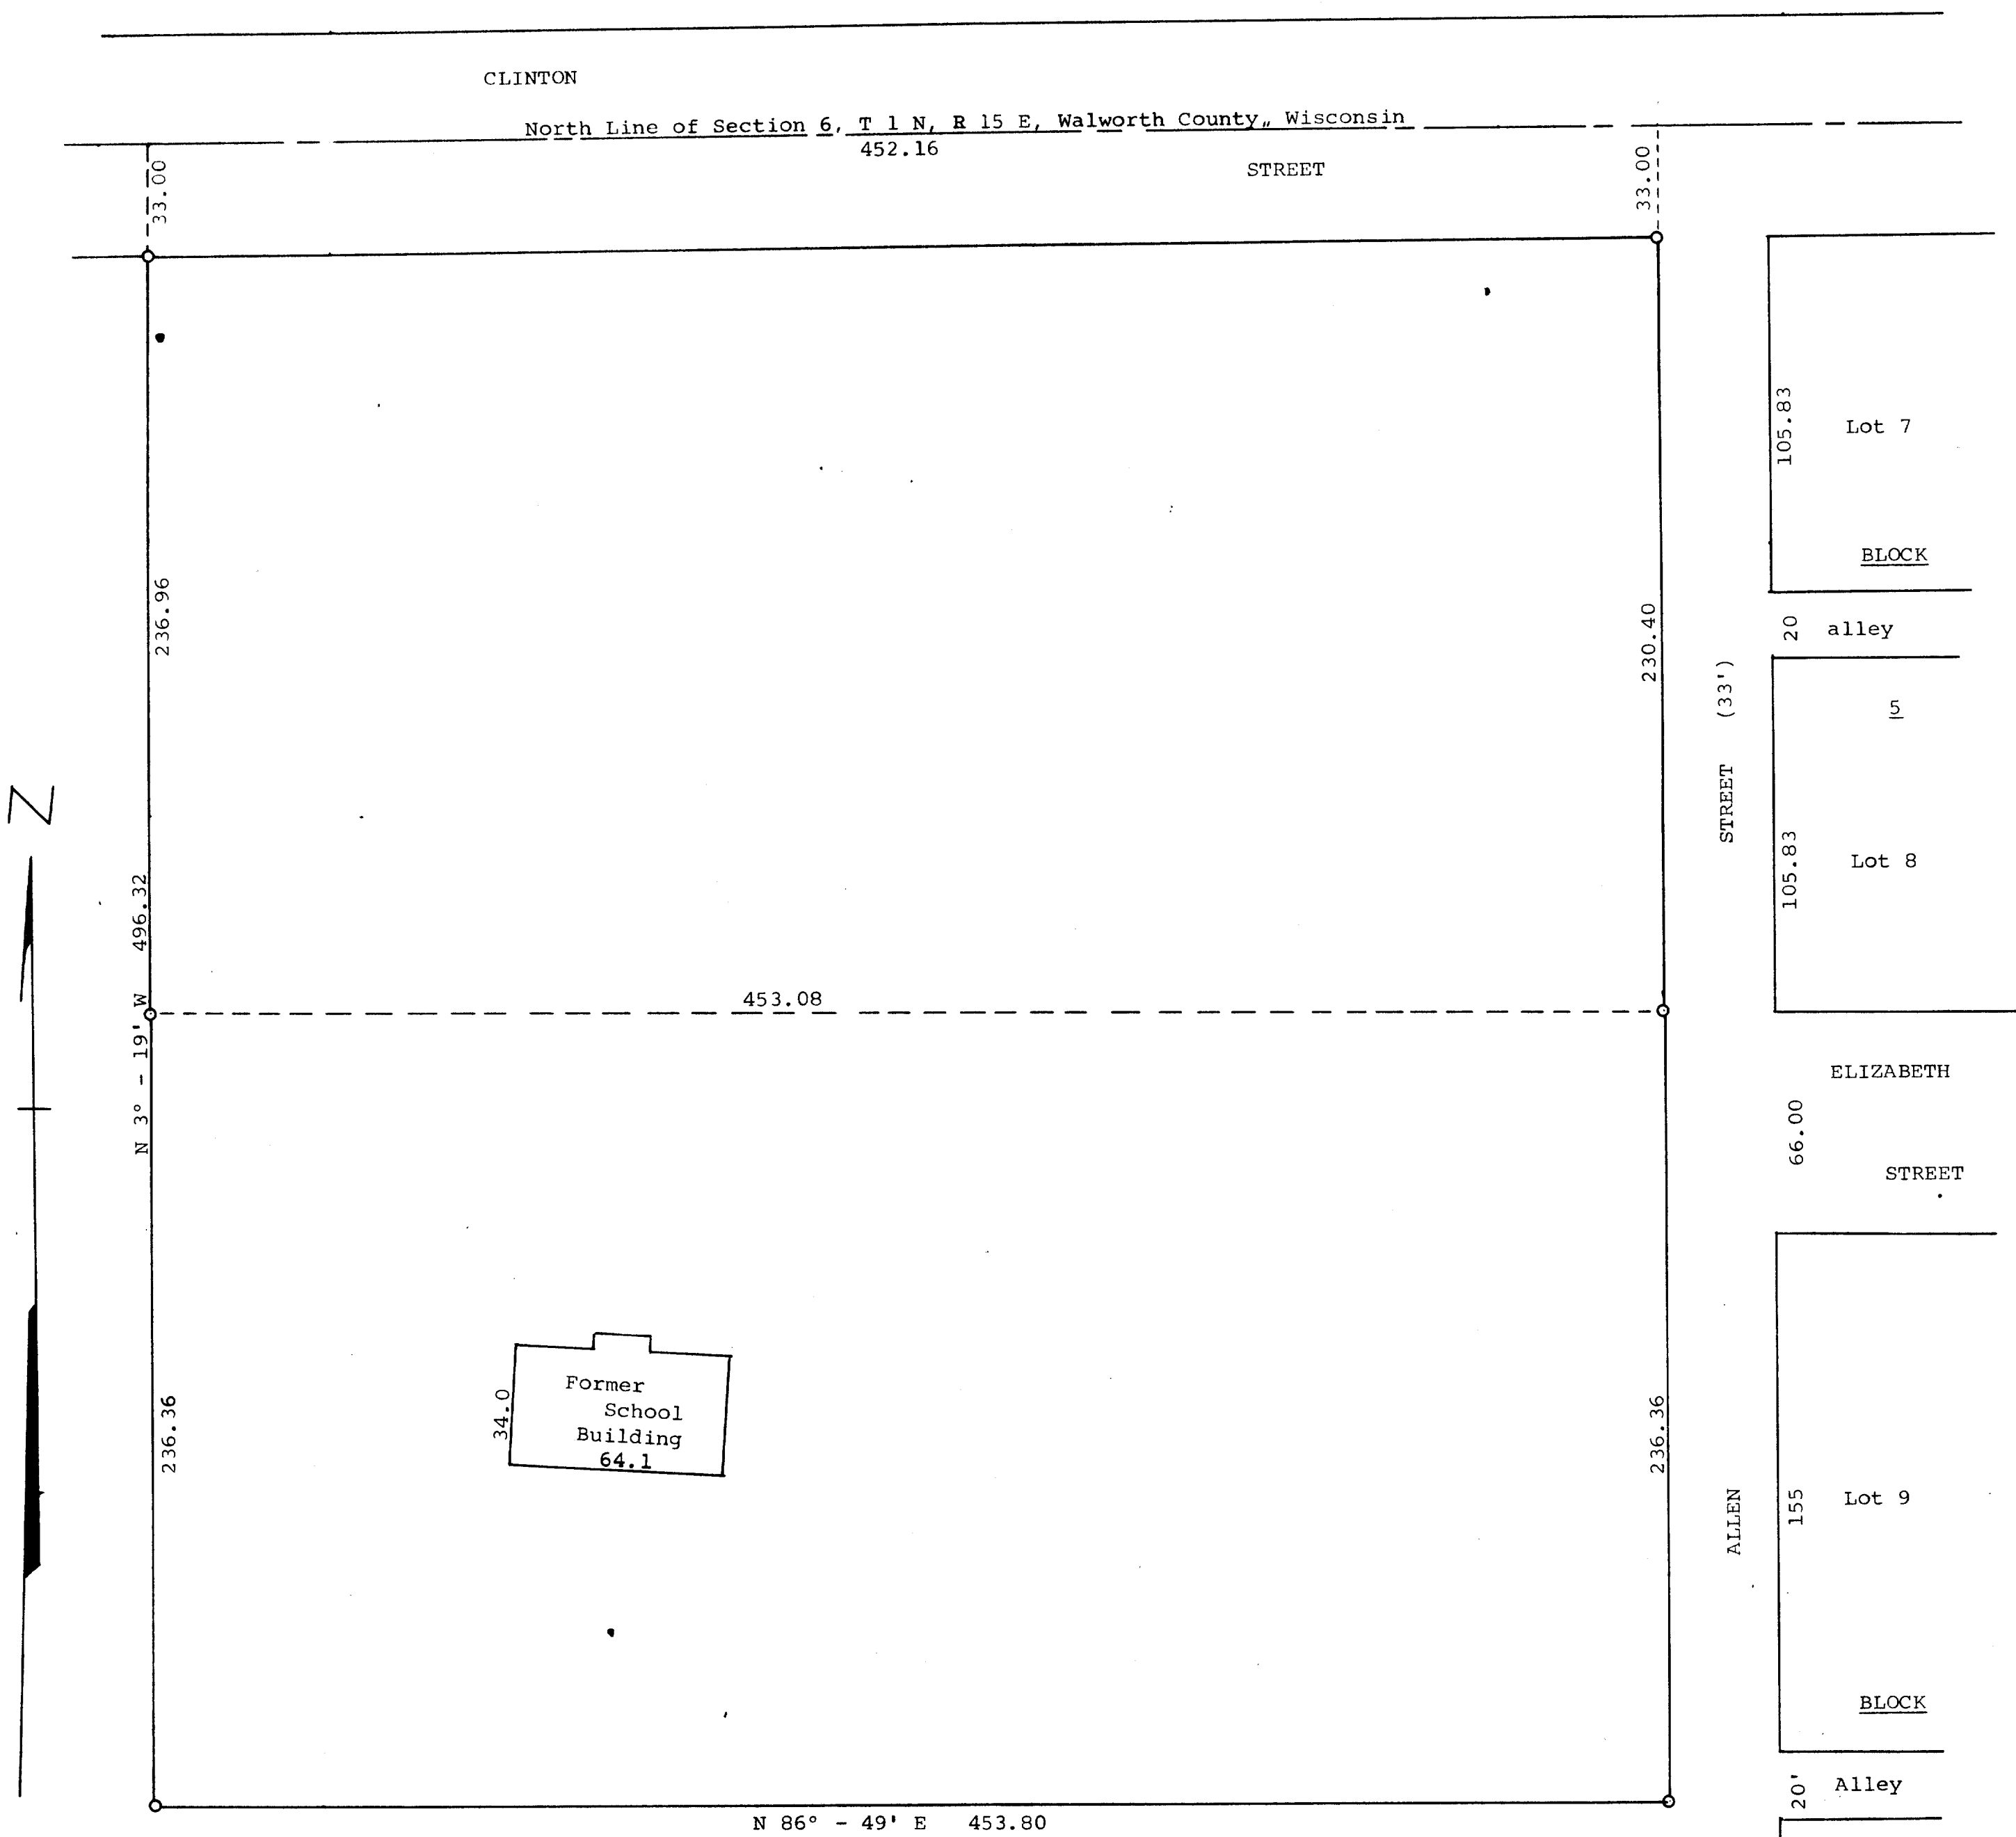 CLINTON
North Line of Section 6, T 1 N, R 15 E, Walworth County,, Wisconsin
452.16
STREET
33.00
33.00
236.96
230.40
105.83
Lot 7
BLOCK
20 alley
5
STREET (33')
105.83
Lot 8
Z
N 3° - 19' W 496.32
453.08
ELIZABETH
66.00
STREET
Former
School
Building
64.1
34.0
236.36
236.36
ALLEN
155
Lot 9
BLOCK
20' Alley
N 86° - 49' E 453.80